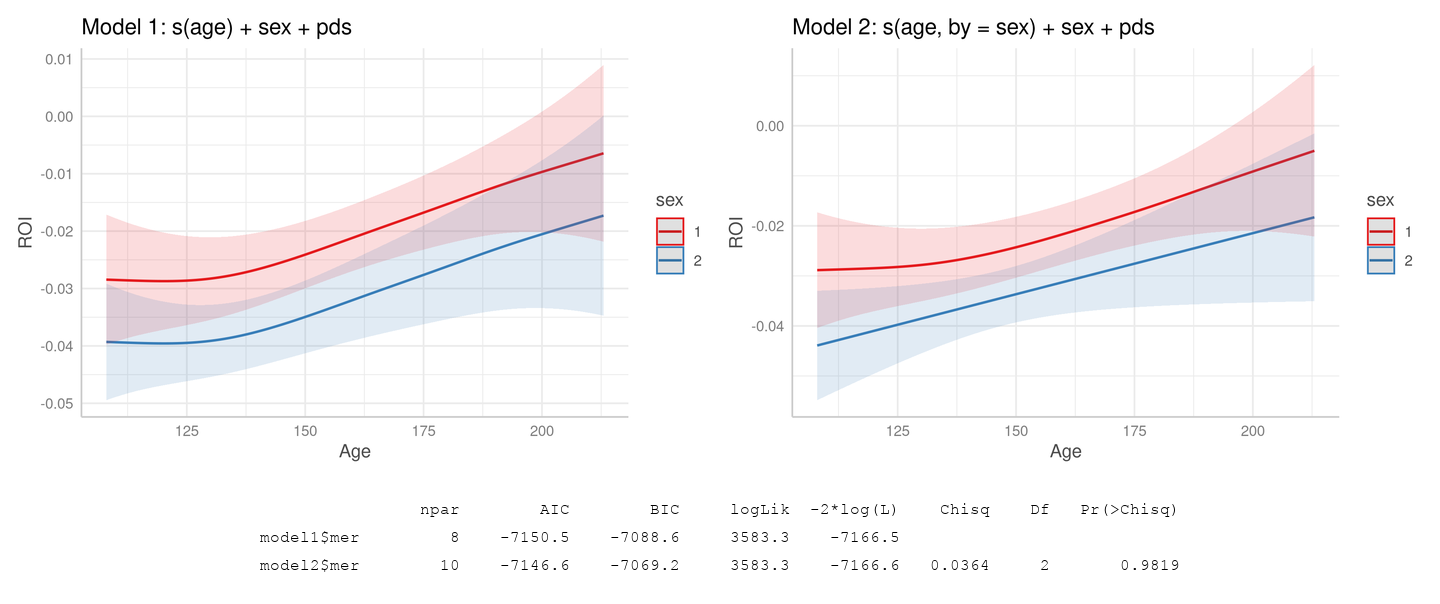 Model 1: s(age) + sex + pds
0.01
0.00
-0.01
-0.02
-0.03
-0.04
-0.05
ROI
125 150 175 200
Age
sex
1
2
Model 2: s(age, by = sex) + sex + pds
0.00
-0.02
-0.04
ROI
125 150 175 200
Age
sex
1
2
npar AIC BIC logLik -2*log(L) Chisq Df Pr(>Chisq)
model1$mer 8 -7150.5 -7088.6 3583.3 -7166.5
model2$mer 10 -7146.6 -7069.2 3583.3 -7166.6 0.0364 2 0.9819